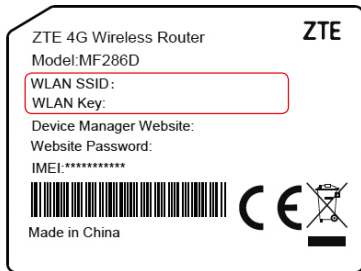 ZTE 4G Wireless Router
ZTE
Model:MF286D
WLAN SSID:
WLAN Key:
Device Manager Website:
Website Password:
IMEI:***********
CE
Made in China